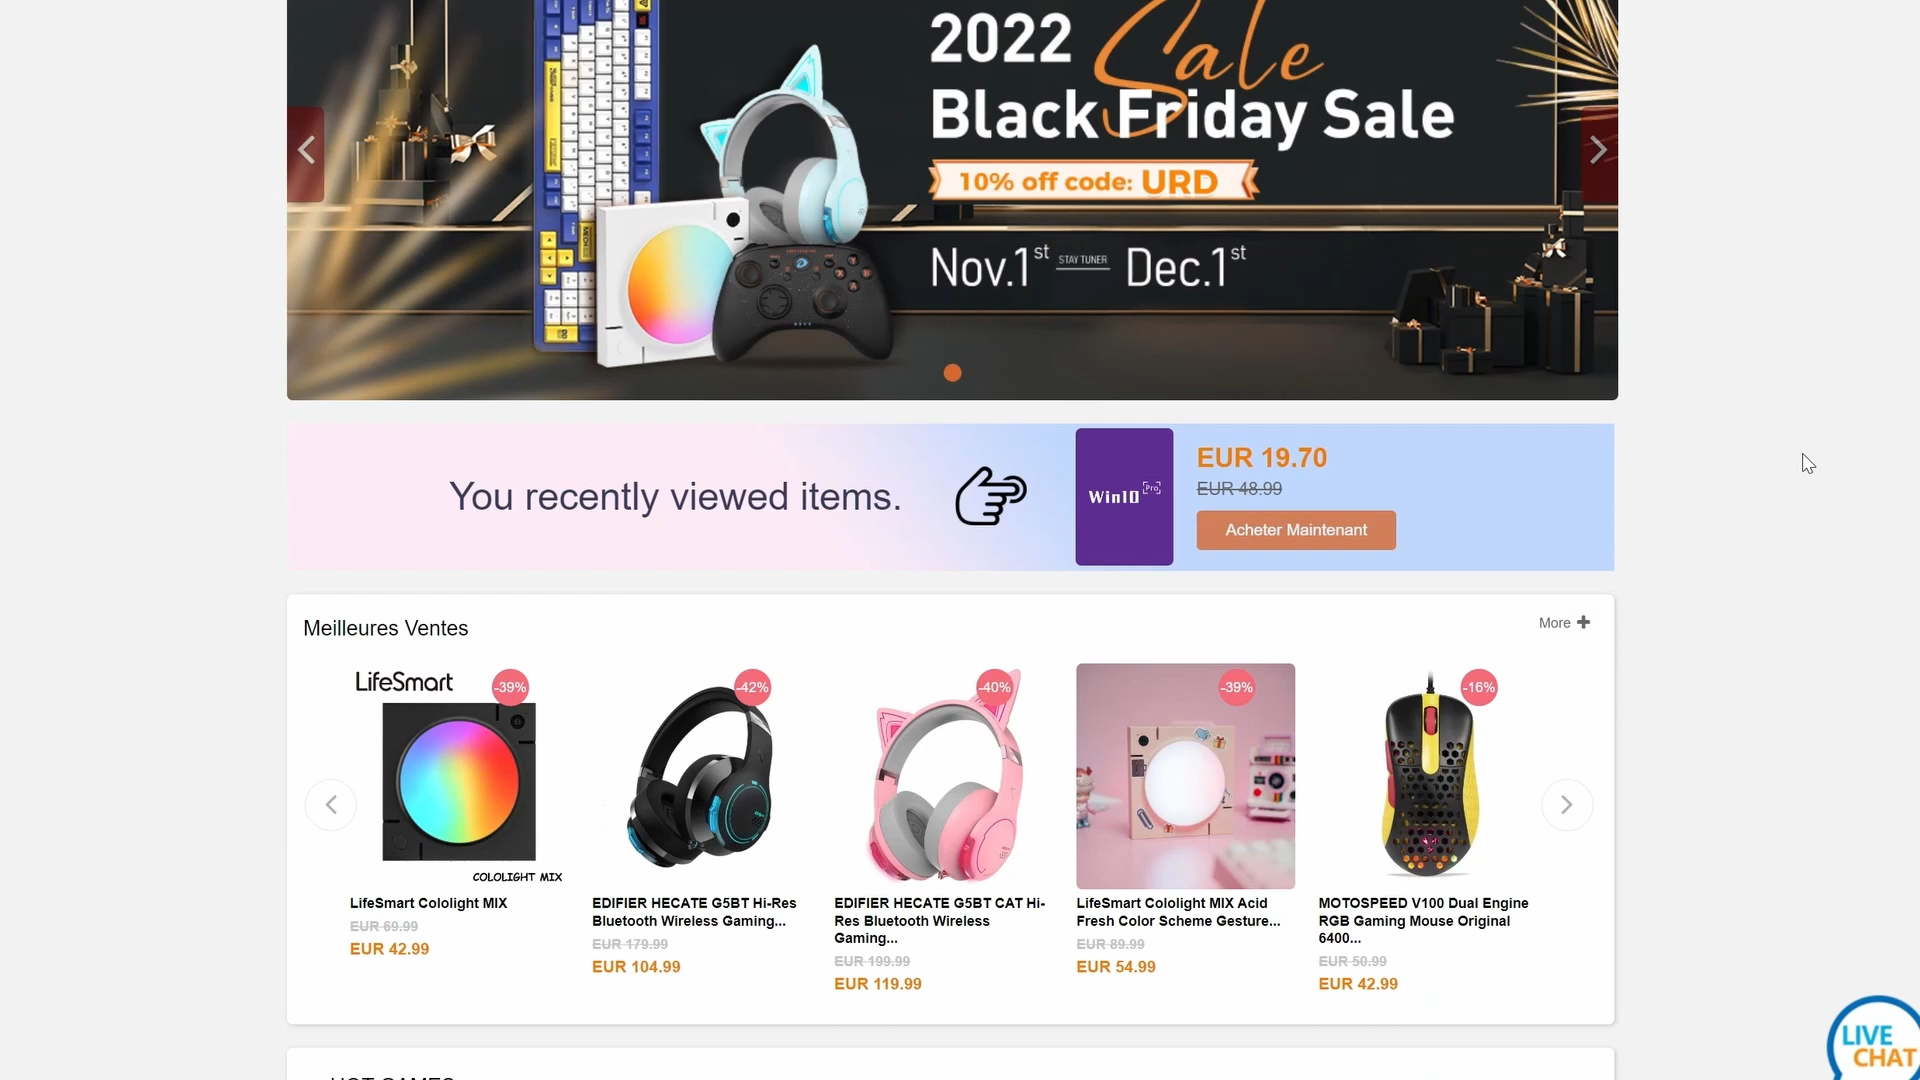 2022 Sale
Black Friday Sale
10% off code: URD
Nov.1st STAY TUNER Dec.1st
You recently viewed items.
Win10 [Pro]
EUR 19.70
EUR 48.99
Acheter Maintenant
Meilleures Ventes
More
LifeSmart
-39%
COLOLIGHT MIX
LifeSmart Cololight MIX
EUR 69.99
EUR 42.99
-42%
EDIFIER HECATE G5BT Hi-Res
Bluetooth Wireless Gaming...
EUR 179.99
EUR 104.99
-40%
EDIFIER HECATE G5BT CAT Hi-
Res Bluetooth Wireless
Gaming...
EUR 199.99
EUR 119.99
-39%
LifeSmart Cololight MIX Acid
Fresh Color Scheme Gesture...
EUR 89.99
EUR 54.99
-16%
MOTOSPEED V100 Dual Engine
RGB Gaming Mouse Original
6400...
EUR 50.99
EUR 42.99
LIVE
CHAT
HOT GAMES